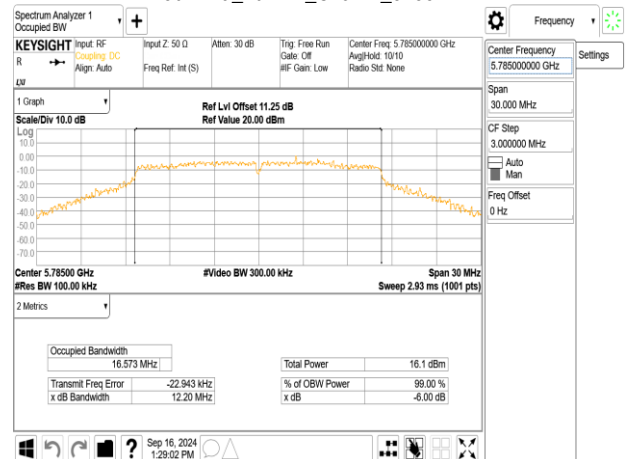 Spectrum Analyzer 1
Occupied BW
Frequency
KEYSIGHT
R
LXI
Input: RF
Coupling: DC
Align: Auto
Input Z: 50 Ω
Freq Ref: Int (S)
Atten: 30 dB
Trig: Free Run
Gate: Off
#IF Gain: Low
Center Freq: 5.785000000 GHz
Avg|Hold: 10/10
Radio Std: None
Center Frequency
5.785000000 GHz
Settings
Span
30.000 MHz
CF Step
3.000000 MHz
Auto
Man
Freq Offset
0 Hz
1 Graph
Scale/Div 10.0 dB
Ref Lvl Offset 11.25 dB
Ref Value 20.00 dBm
Log
10.0
0.00
-10.0
-20.0
-30.0
-40.0
-50.0
-60.0
-70.0
Center 5.78500 GHz
#Res BW 100.00 kHz
#Video BW 300.00 kHz
Span 30 MHz
Sweep 2.93 ms (1001 pts)
2 Metrics
Occupied Bandwidth
16.573 MHz
Transmit Freq Error -22.943 kHz
x dB Bandwidth 12.20 MHz
Total Power 16.1 dBm
% of OBW Power 99.00 %
x dB -6.00 dB
?
Sep 16, 2024
1:29:02 PM